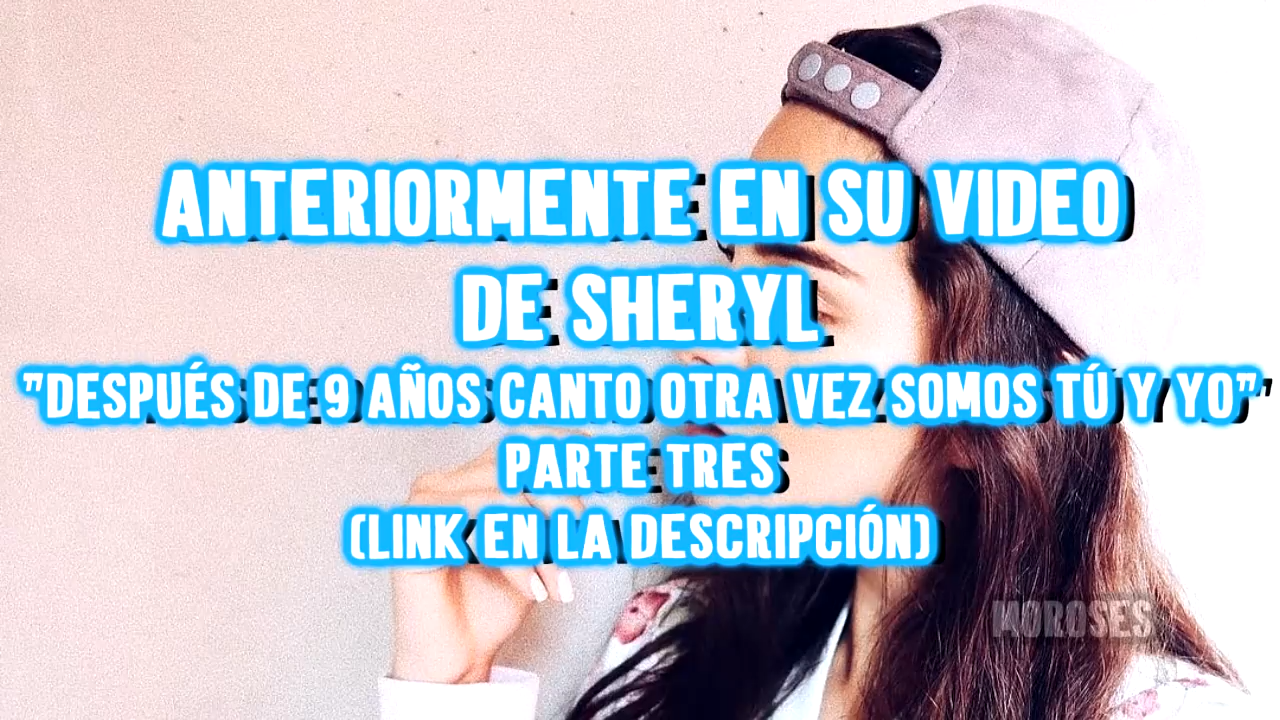 ANTERIORMENTE EN SU VIDEO
DE SHERYL
"DESPUÉS DE 9 AÑOS CANTO OTRA VEZ SOMOS TÚ Y YO"
PARTE TRES
(LINK EN LA DESCRIPCIÓN)
MOROSES